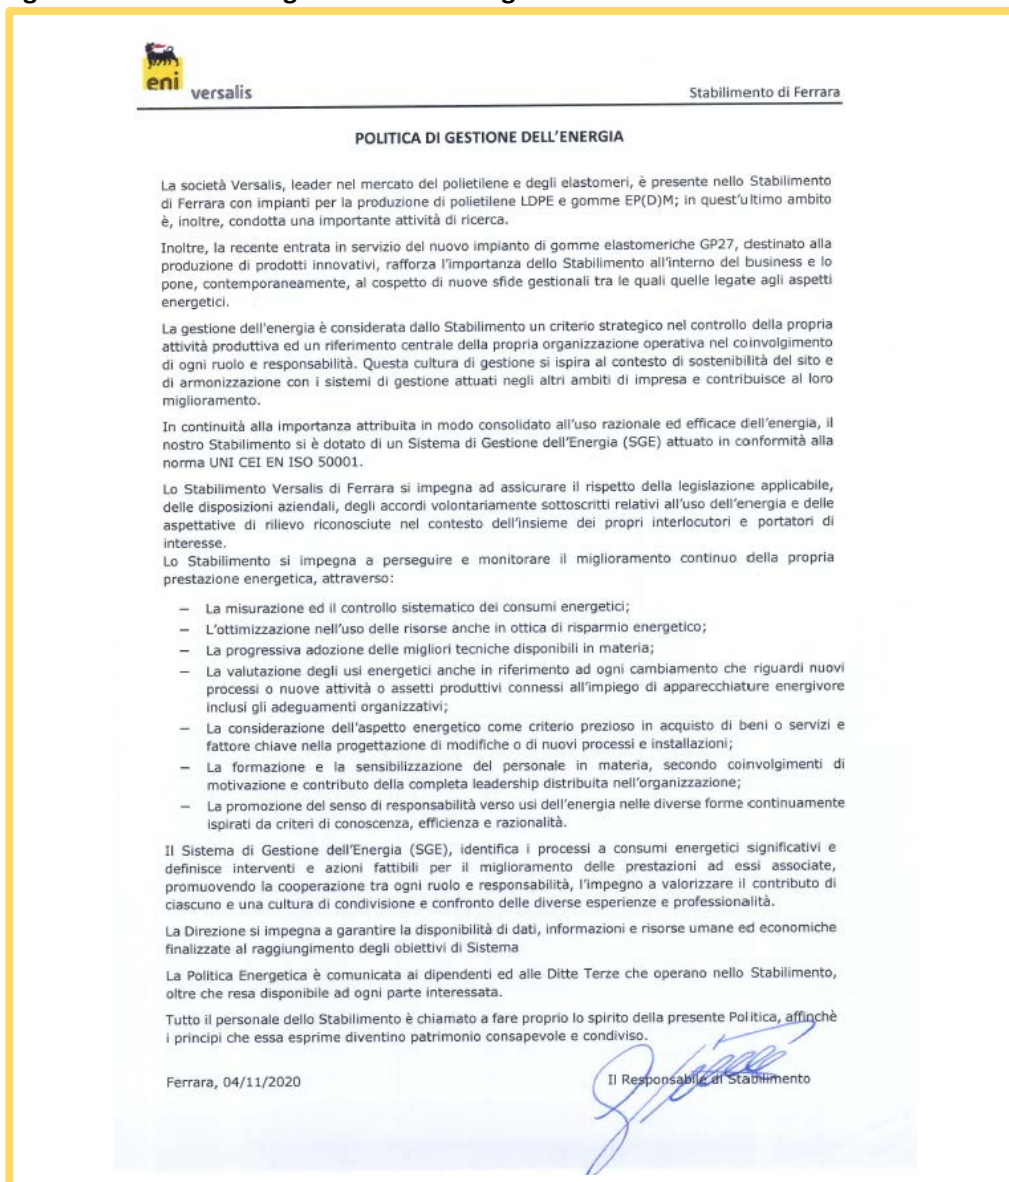 eni
versalis
Stabilimento di Ferrara
POLITICA DI GESTIONE DELL'ENERGIA
La società Versalis, leader nel mercato del polietilene e degli elastomeri, è presente nello Stabilimento
di Ferrara con impianti per la produzione di polietilene LDPE e gomme EP(D)M; in quest'ultimo ambito
è, inoltre, condotta una importante attività di ricerca.
Inoltre, la recente entrata in servizio del nuovo impianto di gomme elastomeriche GP27, destinato alla
produzione di prodotti innovativi, rafforza l'importanza dello Stabilimento all'interno del business e lo
pone, contemporaneamente, al cospetto di nuove sfide gestionali tra le quali quelle legate agli aspetti
energetici.
La gestione dell'energia è considerata dallo Stabilimento un criterio strategico nel controllo della propria
attività produttiva ed un riferimento centrale della propria organizzazione operativa nel coinvolgimento
di ogni ruolo e responsabilità. Questa cultura di gestione si ispira al contesto di sostenibilità del sito e
di armonizzazione con i sistemi di gestione attuati negli altri ambiti di impresa e contribuisce al loro
miglioramento.
In continuità alla importanza attribuita in modo consolidato all'uso razionale ed efficace dell'energia, il
nostro Stabilimento si è dotato di un Sistema di Gestione dell'Energia (SGE) attuato in conformità alla
norma UNI CEI EN ISO 50001.
Lo Stabilimento Versalis di Ferrara si impegna ad assicurare il rispetto della legislazione applicabile,
delle disposizioni aziendali, degli accordi volontariamente sottoscritti relativi all'uso dell'energia e delle
aspettative di rilievo riconosciute nel contesto dell'insieme dei propri interlocutori e portatori di
interesse.
Lo Stabilimento si impegna a perseguire e monitorare il miglioramento continuo della propria
prestazione energetica, attraverso:
– La misurazione ed il controllo sistematico dei consumi energetici;
– L'ottimizzazione nell'uso delle risorse anche in ottica di risparmio energetico;
– La progressiva adozione delle migliori tecniche disponibili in materia;
– La valutazione degli usi energetici anche in riferimento ad ogni cambiamento che riguardi nuovi
processi o nuove attività o assetti produttivi connessi all'impiego di apparecchiature energivore
inclusi gli adeguamenti organizzativi;
– La considerazione dell'aspetto energetico come criterio prezioso in acquisto di beni o servizi e
fattore chiave nella progettazione di modifiche o di nuovi processi e installazioni;
– La formazione e la sensibilizzazione del personale in materia, secondo coinvolgimenti di
motivazione e contributo della completa leadership distribuita nell'organizzazione;
– La promozione del senso di responsabilità verso usi dell'energia nelle diverse forme continuamente
ispirati da criteri di conoscenza, efficienza e razionalità.
Il Sistema di Gestione dell'Energia (SGE), identifica i processi a consumi energetici significativi e
definisce interventi e azioni fattibili per il miglioramento delle prestazioni ad essi associate,
promuovendo la cooperazione tra ogni ruolo e responsabilità, l'impegno a valorizzare il contributo di
ciascuno e una cultura di condivisione e confronto delle diverse esperienze e professionalità.
La Direzione si impegna a garantire la disponibilità di dati, informazioni e risorse umane ed economiche
finalizzate al raggiungimento degli obiettivi di Sistema
La Politica Energetica è comunicata ai dipendenti ed alle Ditte Terze che operano nello Stabilimento,
oltre che resa disponibile ad ogni parte interessata.
Tutto il personale dello Stabilimento è chiamato a fare proprio lo spirito della presente Politica, affinchè
i principi che essa esprime diventino patrimonio consapevole e condiviso.
Ferrara, 04/11/2020
Il Responsabile di Stabilimento